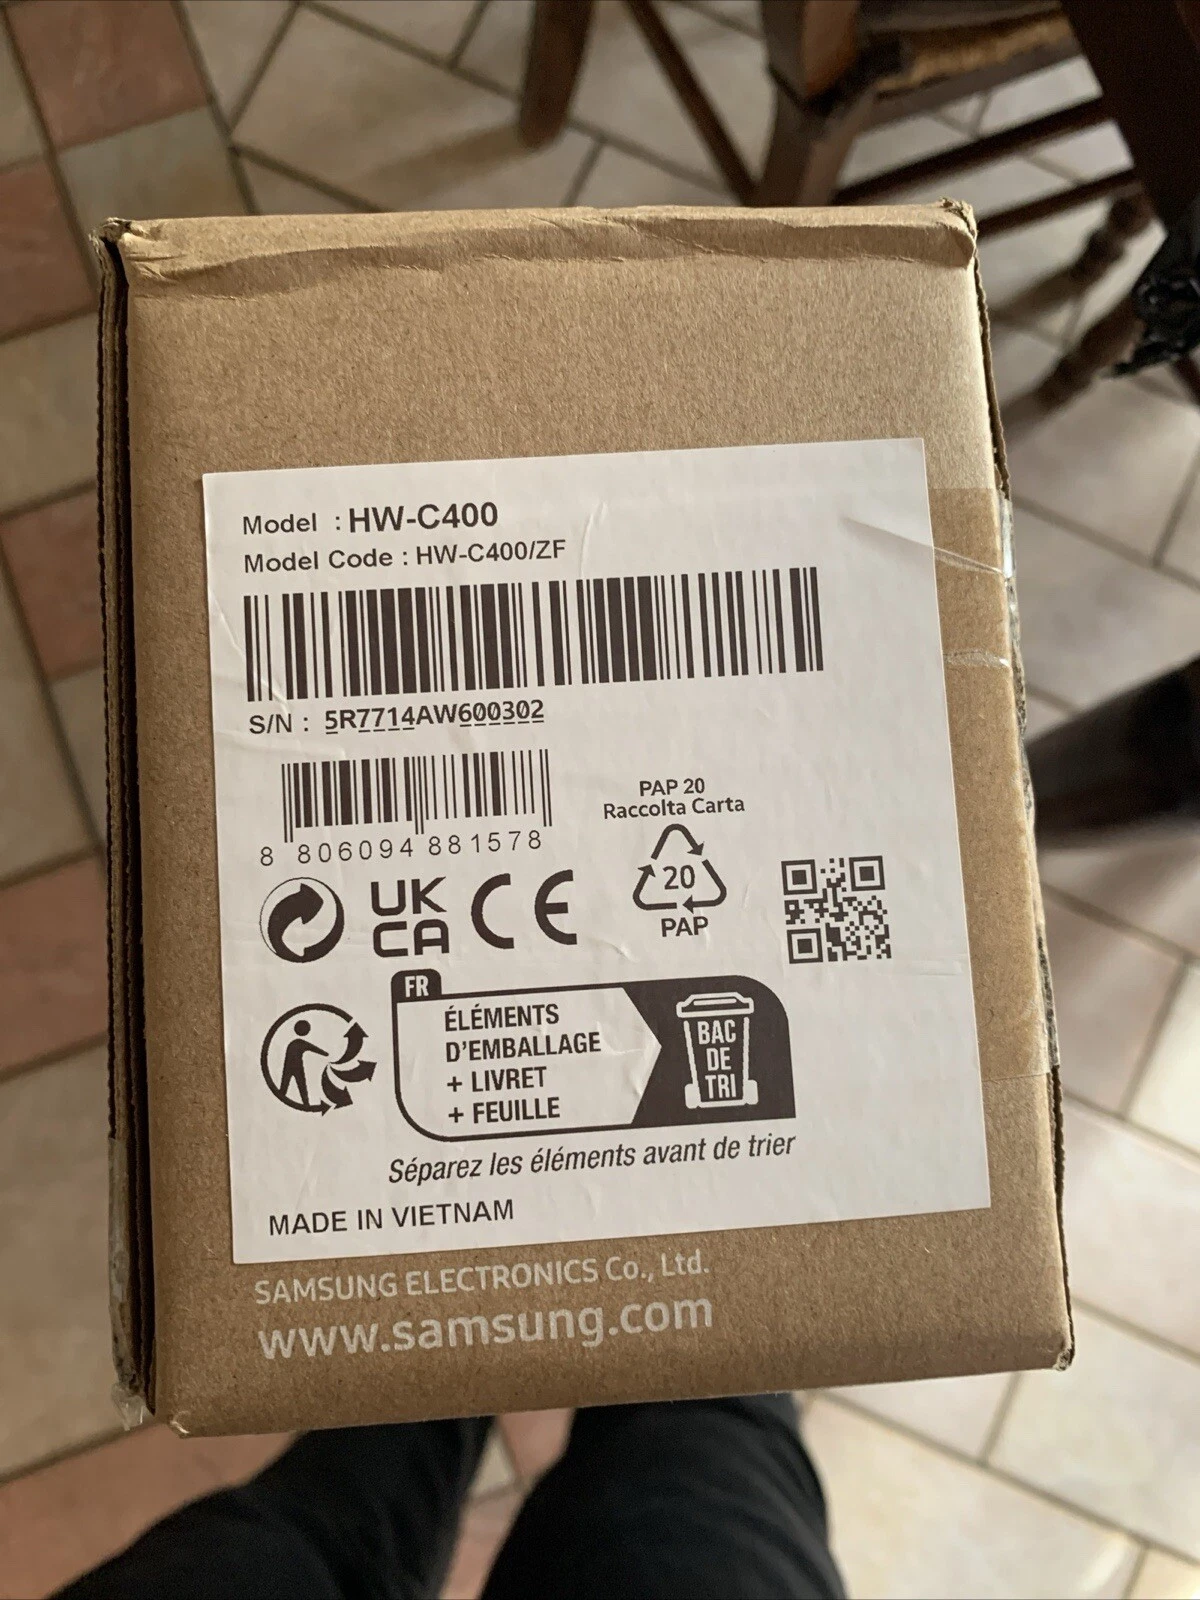 Model : HW-C400
Model Code : HW-C400/ZF
S/N : 5R7714AW600302
8 806094 881578
PAP 20
Raccolta Carta
20
PAP
UK
CA CE
FR
ÉLÉMENTS
D'EMBALLAGE
+ LIVRET
+ FEUILLE
BAC
DE
TRI
Séparez les éléments avant de trier
MADE IN VIETNAM
SAMSUNG ELECTRONICS Co., Ltd.
www.samsung.com